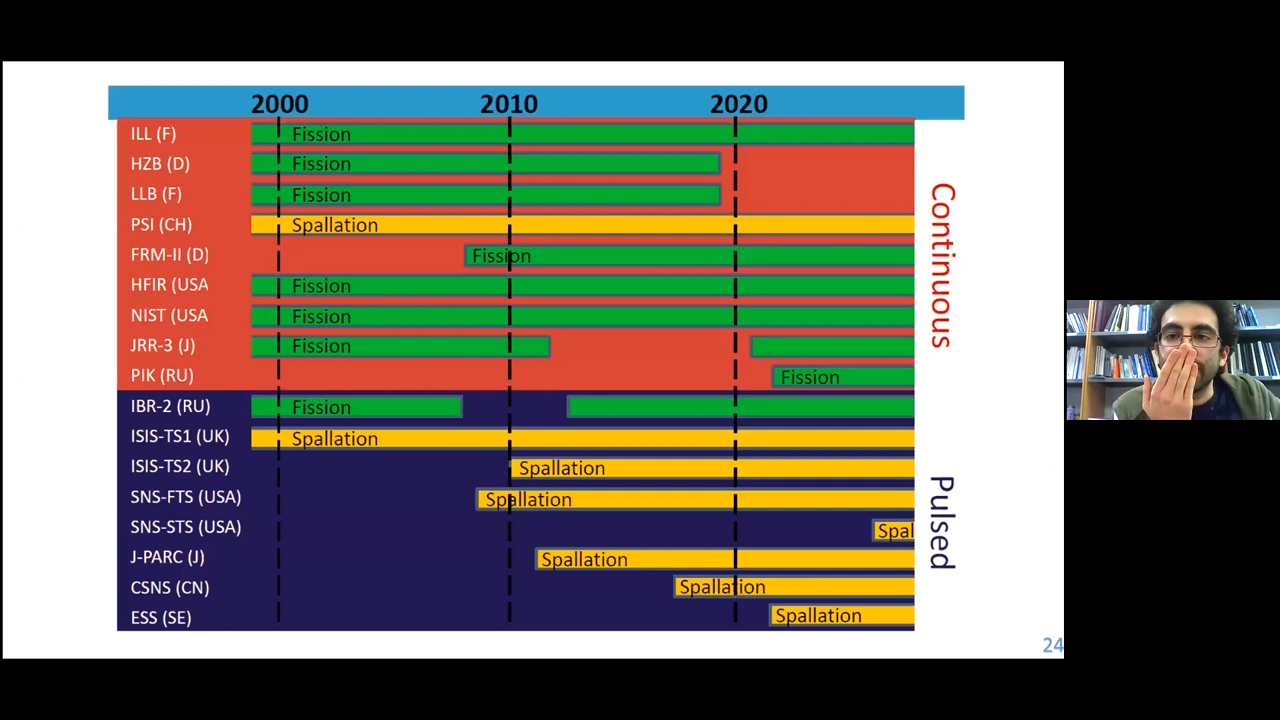 2000 2010 2020
ILL (F) Fission
HZB (D) Fission
LLB (F) Fission
PSI (CH) Spallation
FRM-II (D) Fission
HFIR (USA Fission
NIST (USA Fission
JRR-3 (J) Fission
PIK (RU) Fission
Continuous
IBR-2 (RU) Fission
ISIS-TS1 (UK) Spallation
ISIS-TS2 (UK) Spallation
SNS-FTS (USA) Spallation
SNS-STS (USA) Spal
J-PARC (J) Spallation
CSNS (CN) Spallation
ESS (SE) Spallation
Pulsed
24